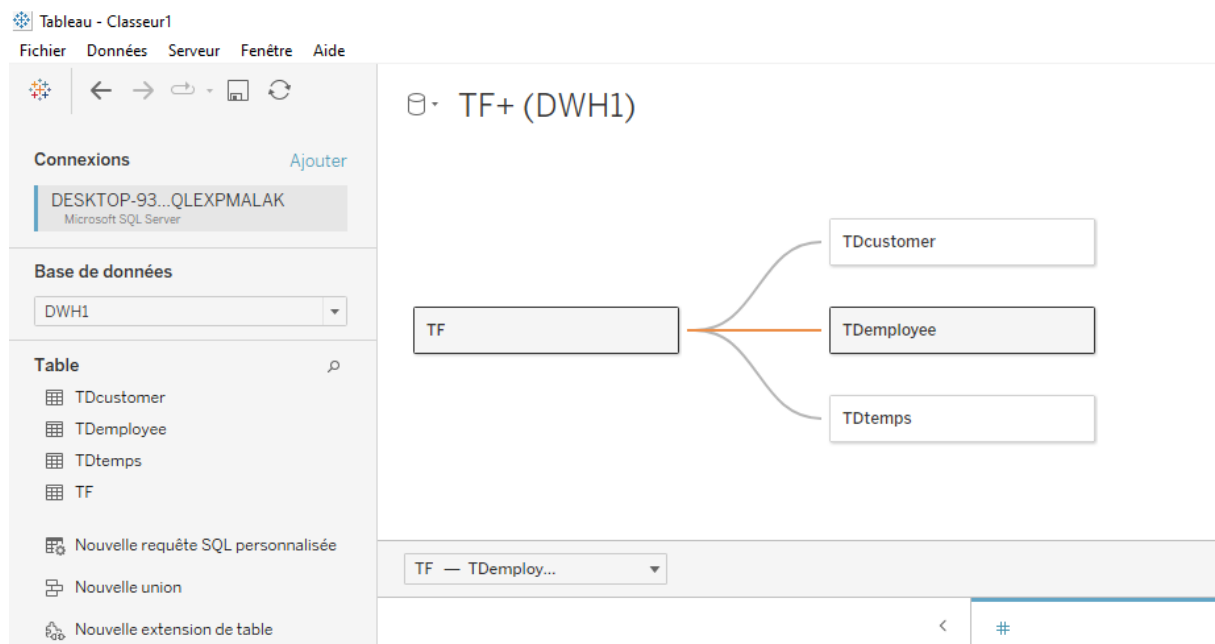 Tableau - Classeur1
Fichier Données Serveur Fenêtre Aide
TF+ (DWH1)
Connexions Ajouter
DESKTOP-93...QLEXPMALAK
Microsoft SQL Server
Base de données
DWH1
Table
TDcustomer
TDemployee
TDtemps
TF
Nouvelle requête SQL personnalisée
Nouvelle union
Nouvelle extension de table
TF
TDcustomer
TDemployee
TDtemps
TF — TDemploy...
#